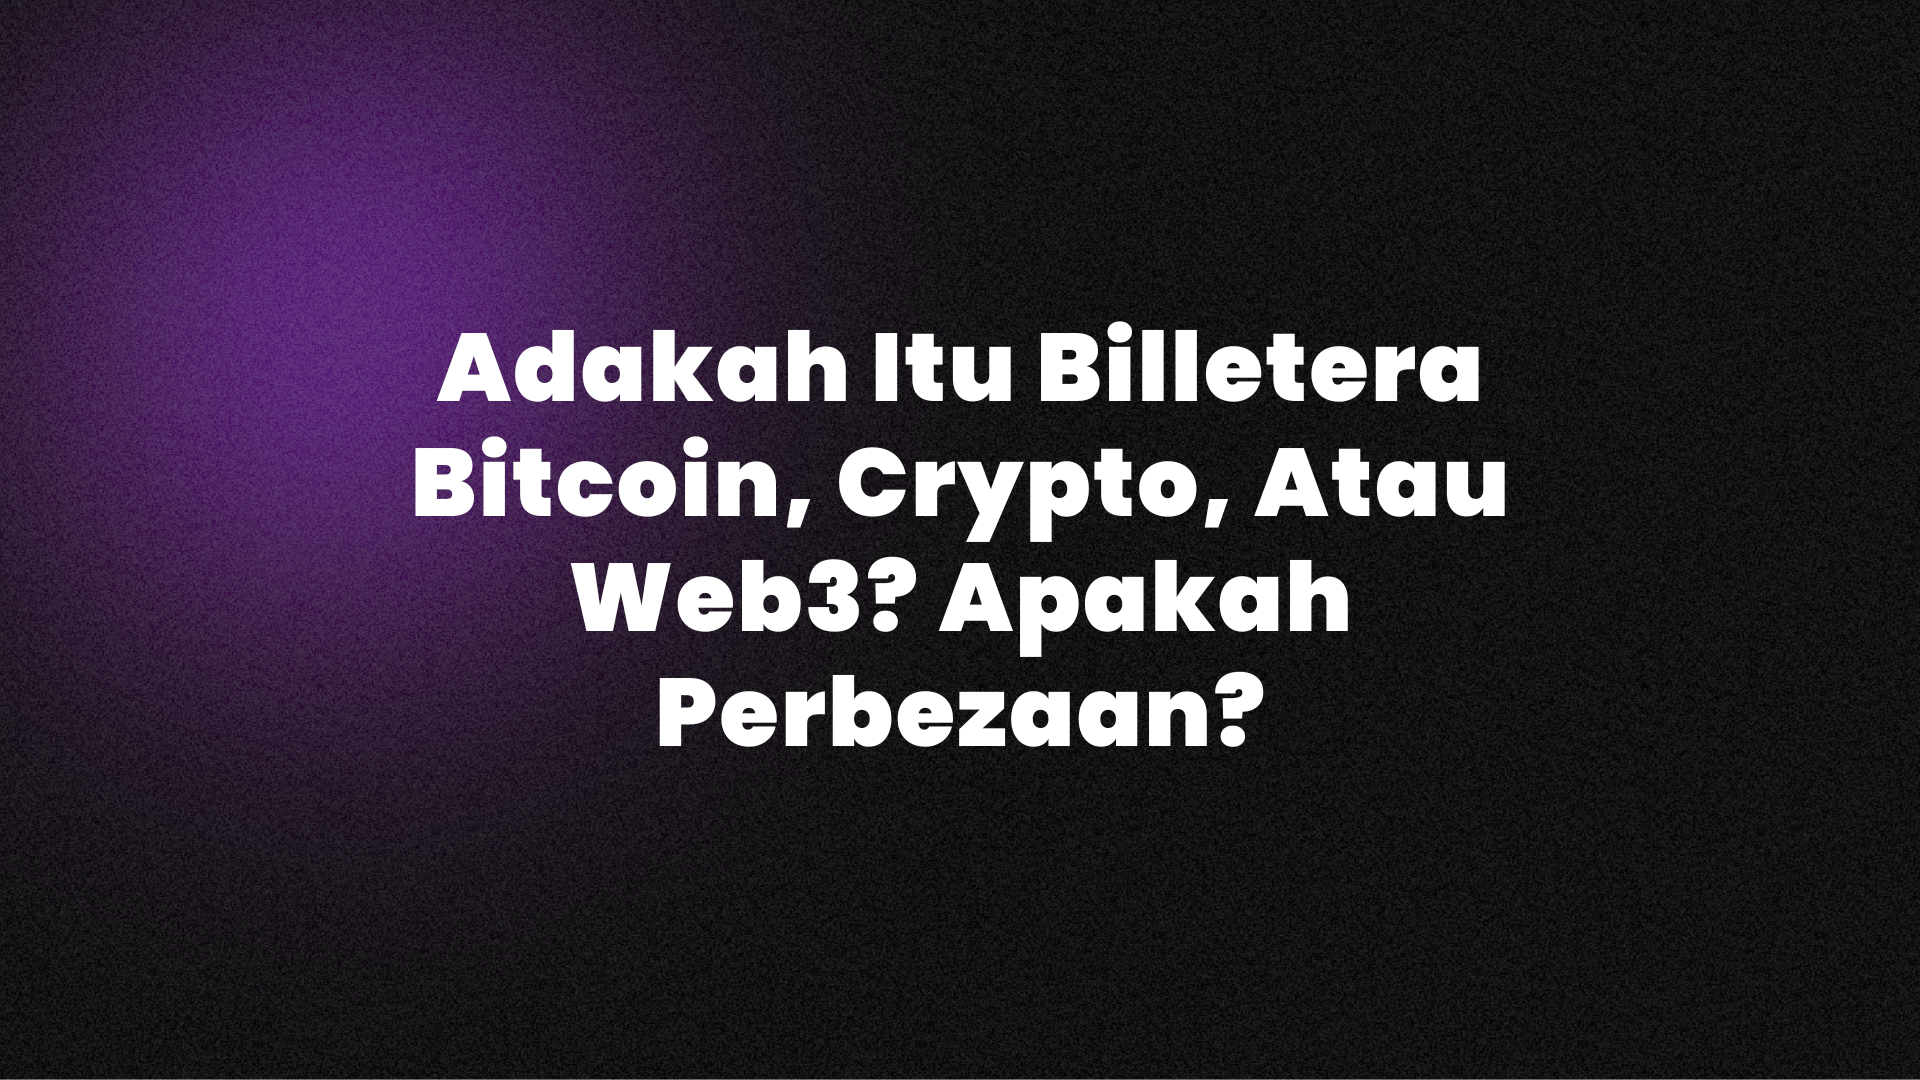 Adakah Itu Billetera
Bitcoin, Crypto, Atau
Web3? Apakah
Perbezaan?